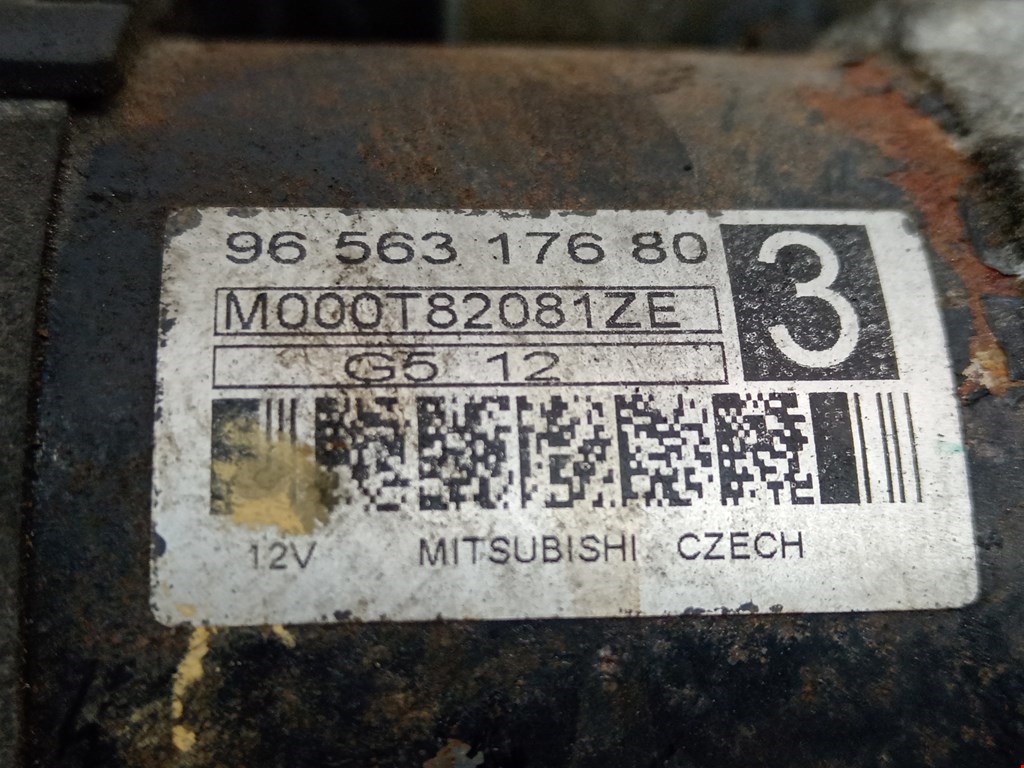 96 563 176 80
3
M000T82081ZE
G5 12
12V MITSUBISHI CZECH